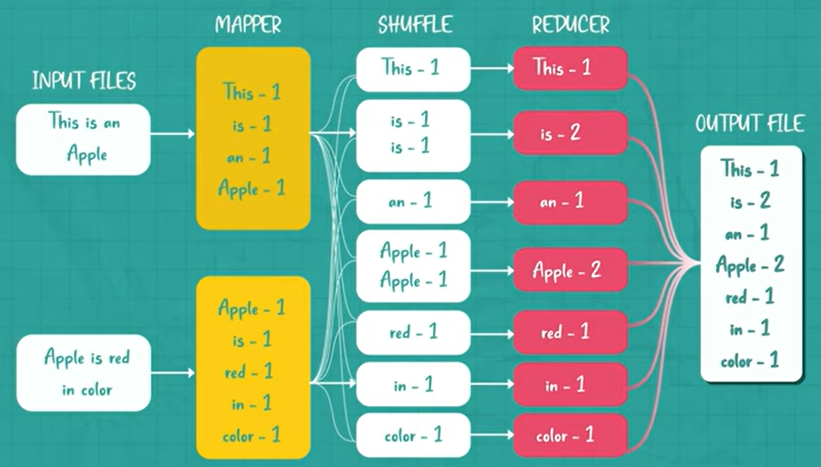 MAPPER
SHUFFLE
REDUCER
INPUT FILES
OUTPUT FILE
This is an
Apple
Apple is red
in color
This - 1
is - 1
an - 1
Apple - 1
Apple - 1
is - 1
red - 1
in - 1
color - 1
This - 1
is - 1
is - 1
an - 1
Apple - 1
Apple - 1
red - 1
in - 1
color - 1
This - 1
is - 2
an - 1
Apple - 2
red - 1
in - 1
color - 1
This - 1
is - 2
an - 1
Apple - 2
red - 1
in - 1
color - 1